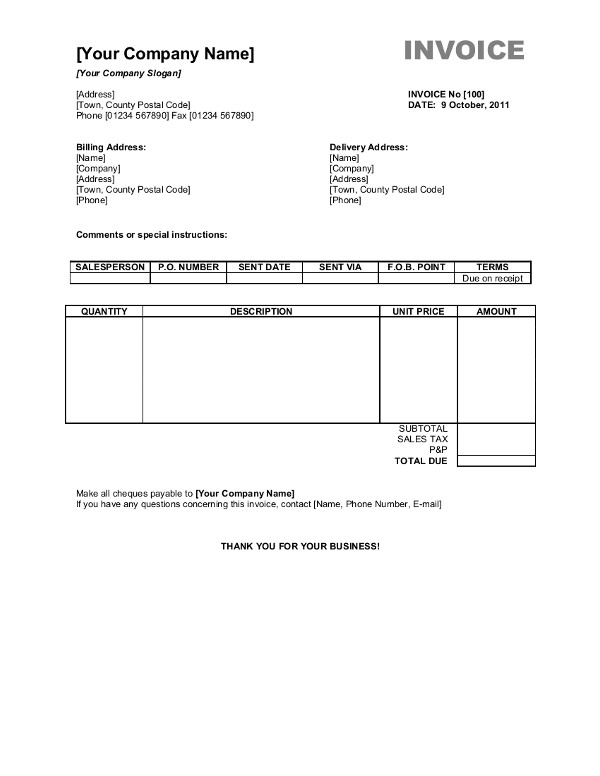 [Your Company Name]
INVOICE
[Your Company Slogan]
[Address]
[Town, County Postal Code]
Phone [01234 567890] Fax [01234 567890]
INVOICE No [100]
DATE: 9 October, 2011
Billing Address:
[Name]
[Company]
[Address]
[Town, County Postal Code]
[Phone]
Delivery Address:
[Name]
[Company]
[Address]
[Town, County Postal Code]
[Phone]
Comments or special instructions:
SALESPERSON P.O. NUMBER SENT DATE SENT VIA F.O.B. POINT TERMS
Due on receipt
QUANTITY DESCRIPTION UNIT PRICE AMOUNT
SUBTOTAL
SALES TAX
P&P
TOTAL DUE
Make all cheques payable to [Your Company Name]
If you have any questions concerning this invoice, contact [Name, Phone Number, E-mail]
THANK YOU FOR YOUR BUSINESS!